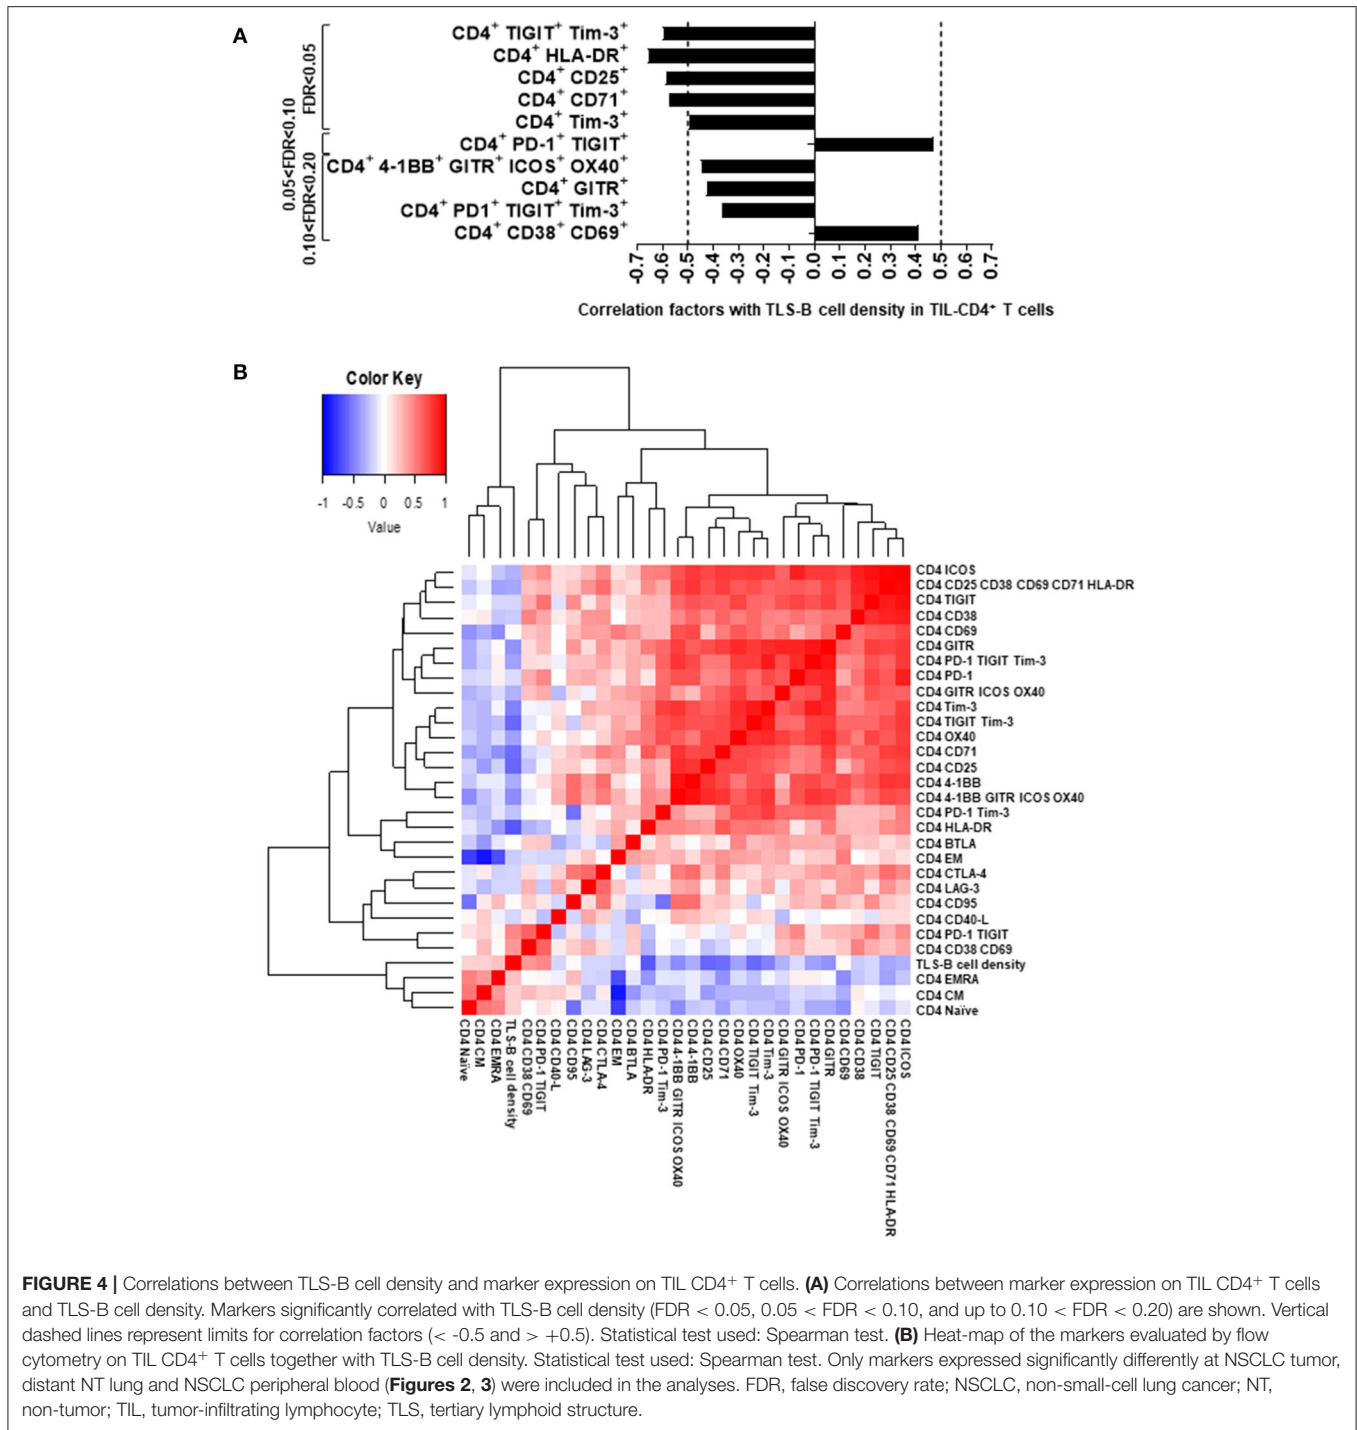 A
CD4+ TIGIT+ Tim-3+
CD4+ HLA-DR+
CD4+ CD25+
CD4+ CD71+
CD4+ Tim-3+
CD4+ PD-1+ TIGIT+
CD4+ 4-1BB+ GITR+ ICOS+ OX40+
CD4+ GITR+
CD4+ PD1+ TIGIT+ Tim-3+
CD4+ CD38+ CD69+
FDR<0.05
0.05<FDR<0.10
0.10<FDR<0.20
-0.7 -0.6 -0.5 -0.4 -0.3 -0.2 -0.1 0.0 0.1 0.2 0.3 0.4 0.5 0.6 0.7
Correlation factors with TLS-B cell density in TIL-CD4+ T cells
B
Color Key
-1 -0.5 0 0.5 1
Value
CD4 ICOS
CD4 CD25 CD38 CD69 CD71 HLA-DR
CD4 TIGIT
CD4 CD38
CD4 CD69
CD4 GITR
CD4 PD-1 TIGIT Tim-3
CD4 PD-1
CD4 GITR ICOS OX40
CD4 Tim-3
CD4 TIGIT Tim-3
CD4 OX40
CD4 CD71
CD4 CD25
CD4 4-1BB
CD4 4-1BB GITR ICOS OX40
CD4 PD-1 Tim-3
CD4 HLA-DR
CD4 BTLA
CD4 EM
CD4 CTLA-4
CD4 LAG-3
CD4 CD95
CD4 CD40-L
CD4 PD-1 TIGIT
CD4 CD38 CD69
TLS-B cell density
CD4 EMRA
CD4 CM
CD4 Naïve
CD4 Naïve
CD4 CM
CD4 EMRA
TLS-B cell density
CD4 CD38 CD69
CD4 PD-1 TIGIT
CD4 CD40-L
CD4 CD95
CD4 LAG-3
CD4 CTLA-4
CD4 EM
CD4 BTLA
CD4 HLA-DR
CD4 PD-1 Tim-3
CD4 4-1BB GITR ICOS OX40
CD4 4-1BB
CD4 CD25
CD4 CD71
CD4 OX40
CD4 TIGIT Tim-3
CD4 Tim-3
CD4 GITR ICOS OX40
CD4 PD-1
CD4 PD-1 TIGIT Tim-3
CD4 GITR
CD4 CD69
CD4 CD38
CD4 TIGIT
CD4 CD25 CD38 CD69 CD71 HLA-DR
CD4 ICOS
FIGURE 4 | Correlations between TLS-B cell density and marker expression on TIL CD4+ T cells. (A) Correlations between marker expression on TIL CD4+ T cells
and TLS-B cell density. Markers significantly correlated with TLS-B cell density (FDR < 0.05, 0.05 < FDR < 0.10, and up to 0.10 < FDR < 0.20) are shown. Vertical
dashed lines represent limits for correlation factors (< -0.5 and > +0.5). Statistical test used: Spearman test. (B) Heat-map of the markers evaluated by flow
cytometry on TIL CD4+ T cells together with TLS-B cell density. Statistical test used: Spearman test. Only markers expressed significantly differently at NSCLC tumor,
distant NT lung and NSCLC peripheral blood (Figures 2, 3) were included in the analyses. FDR, false discovery rate; NSCLC, non-small-cell lung cancer; NT,
non-tumor; TIL, tumor-infiltrating lymphocyte; TLS, tertiary lymphoid structure.